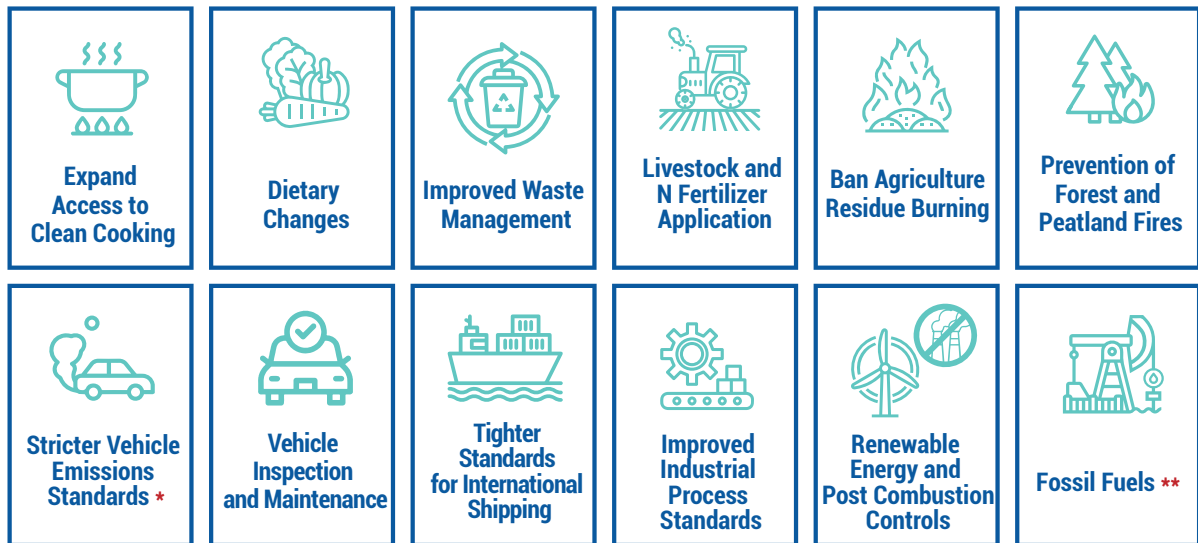 Expand
Access to
Clean Cooking
Dietary
Changes
Improved Waste
Management
Livestock and
N Fertilizer
Application
Ban Agriculture
Residue Burning
Prevention of
Forest and
Peatland Fires
Stricter Vehicle
Emissions
Standards *
Vehicle
Inspection
and Maintenance
Tighter
Standards
for International
Shipping
Improved
Industrial
Process
Standards
Renewable
Energy and
Post Combustion
Controls
Fossil Fuels **